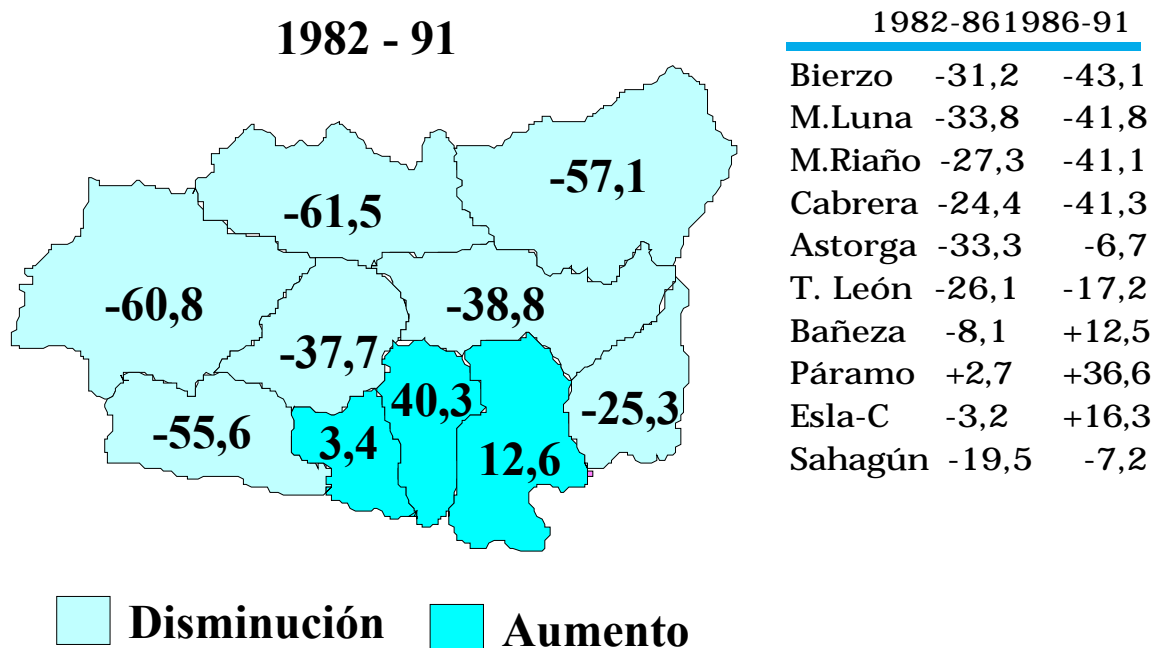 1982 - 91
-57,1
-61,5
-60,8
-38,8
-37,7
40,3
-25,3
-55,6
3,4
12,6
Disminución
Aumento
1982-861986-91
Bierzo -31,2 -43,1
M.Luna -33,8 -41,8
M.Riaño -27,3 -41,1
Cabrera -24,4 -41,3
Astorga -33,3 -6,7
T. León -26,1 -17,2
Bañeza -8,1 +12,5
Páramo +2,7 +36,6
Esla-C -3,2 +16,3
Sahagún -19,5 -7,2